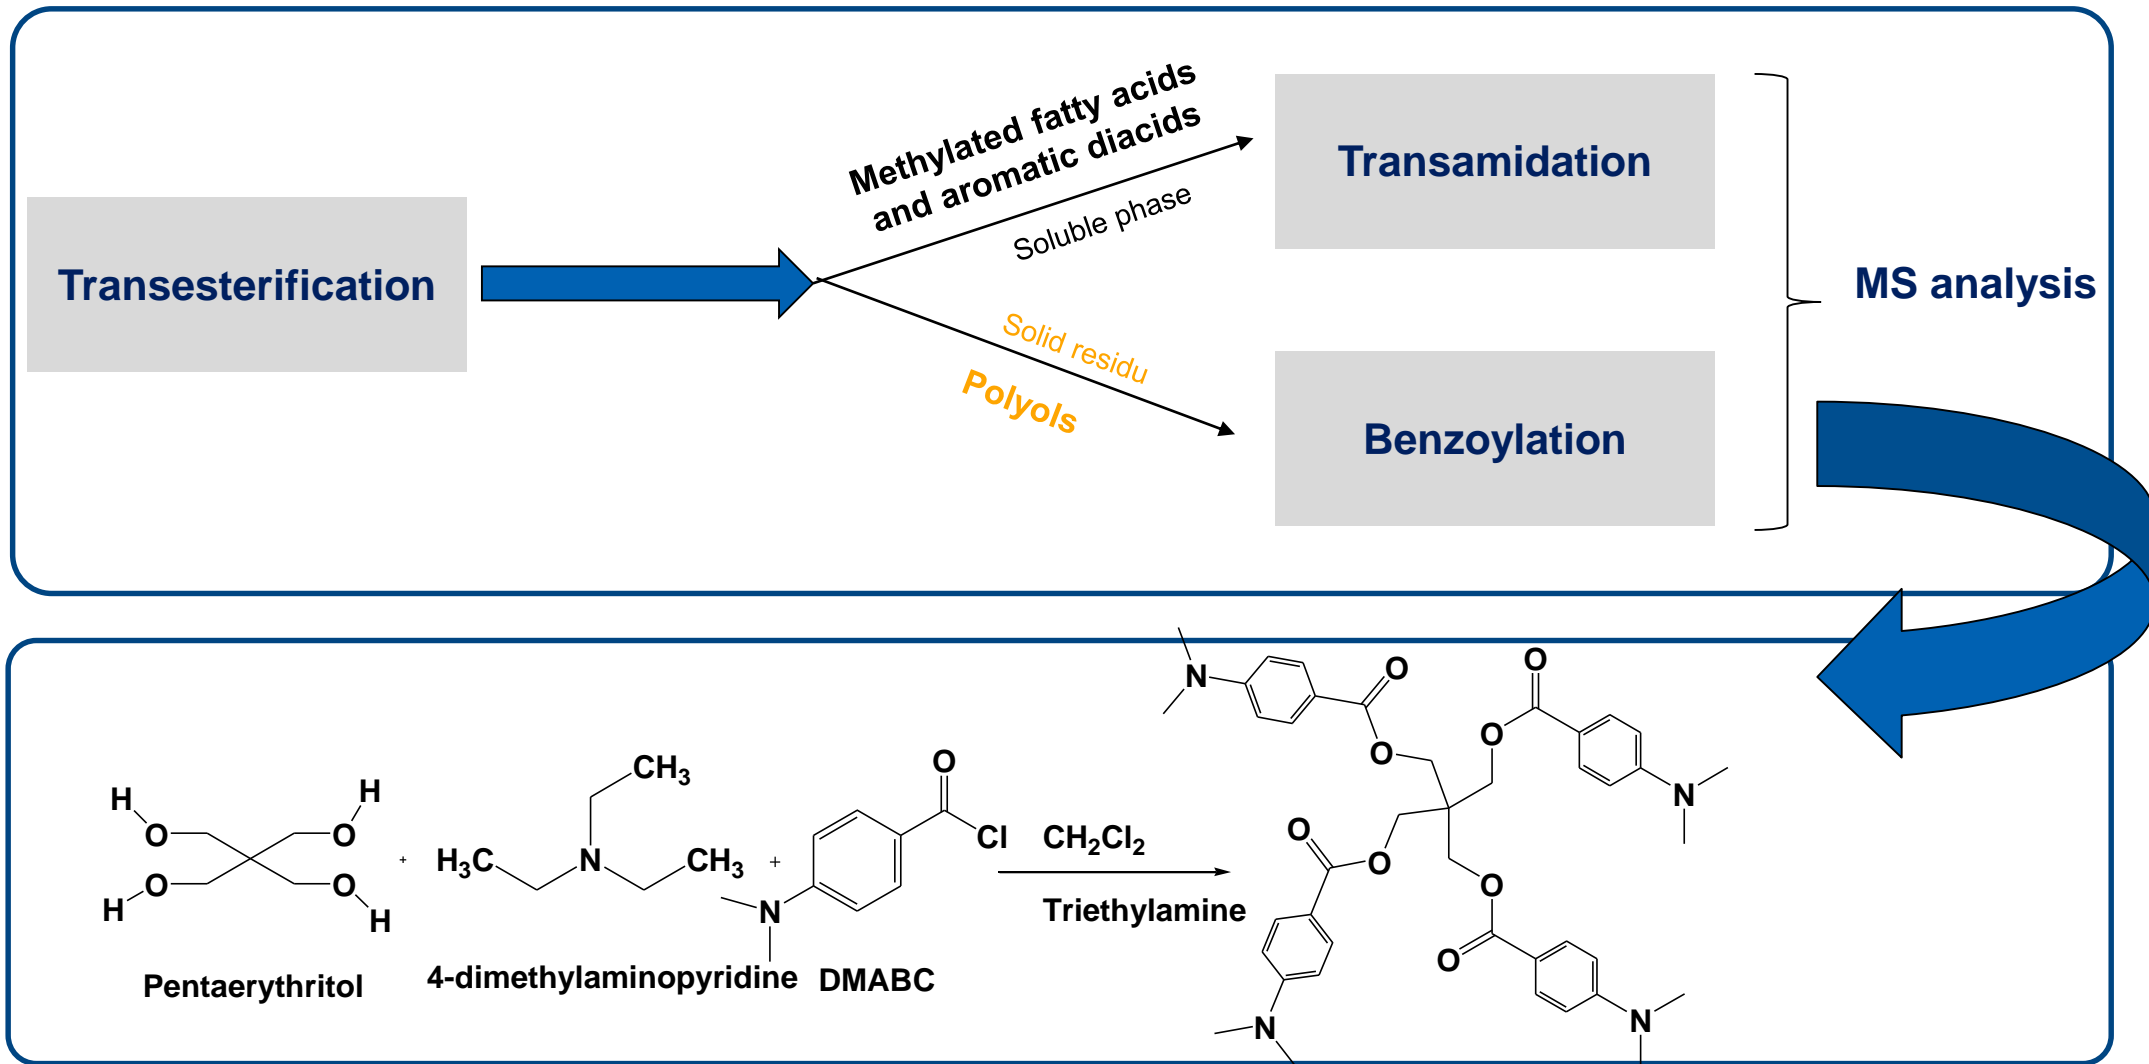 Transesterification
Methylated fatty acids
and aromatic diacids
Soluble phase
Solid residu
Polyols
Transamidation
Benzoylation
MS analysis
H
O
H
O
O
H
O
H
Pentaerythritol
+
CH3
N
H3C
CH3
4-dimethylaminopyridine
+
O
Cl
N
DMABC
CH2Cl2
Triethylamine
N
O
O
O
O
N
O
O
N
O
O
N